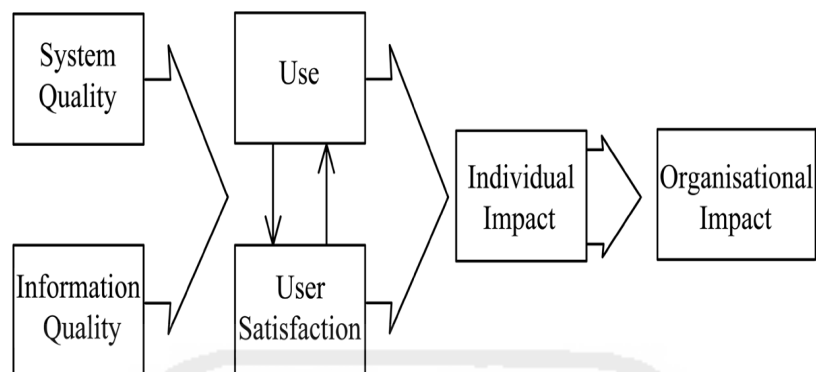 System
Quality
Use
Individual
Impact
Organisational
Impact
Information
Quality
User
Satisfaction